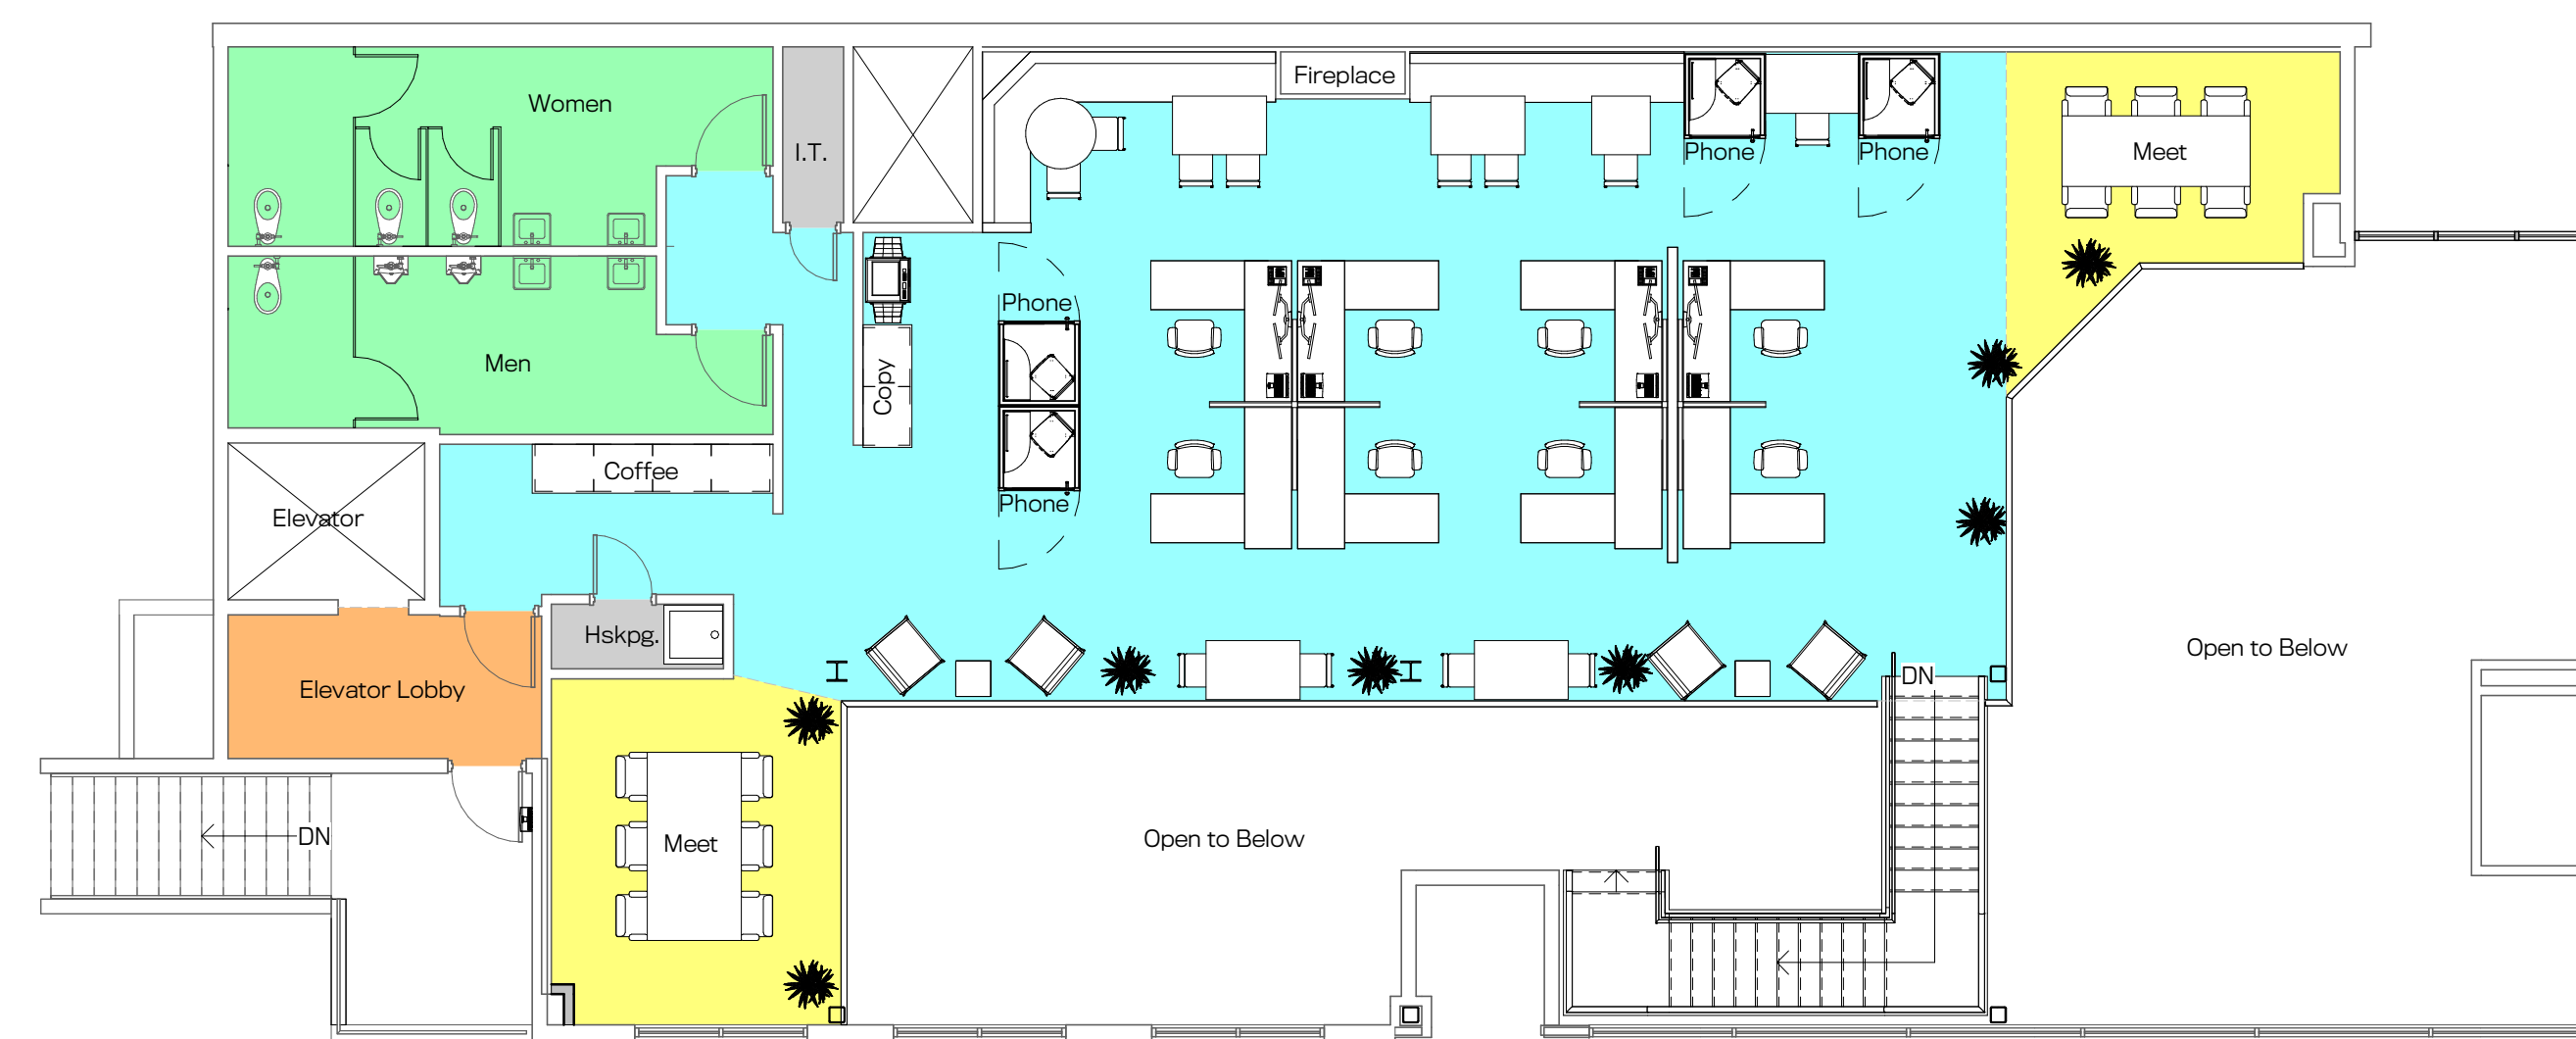 Fireplace
Women
I.T.
Phone
Phone
Meet
Phone
Men
Copy
Coffee
Phone
Elevator
Hskpg.
Open to Below
DN
Elevator Lobby
DN
Meet
Open to Below